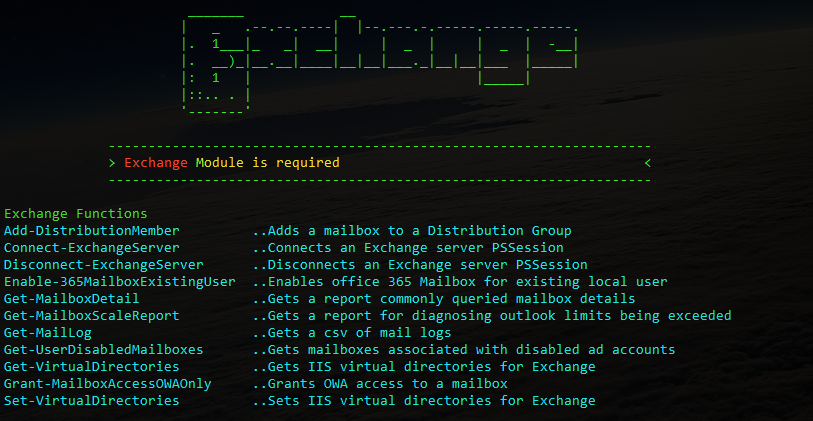 Exchange
> Exchange Module is required <
Exchange Functions
Add-DistributionMember ..Adds a mailbox to a Distribution Group
Connect-ExchangeServer ..Connects an Exchange server PSSession
Disconnect-ExchangeServer ..Disconnects an Exchange server PSSession
Enable-365MailboxExistingUser ..Enables office 365 Mailbox for existing local user
Get-MailboxDetail ..Gets a report commonly queried mailbox details
Get-MailboxScaleReport ..Gets a report for diagnosing outlook limits being exceeded
Get-MailLog ..Gets a csv of mail logs
Get-UserDisabledMailboxes ..Gets mailboxes associated with disabled ad accounts
Get-VirtualDirectories ..Gets IIS virtual directories for Exchange
Grant-MailboxAccessOWAOnly ..Grants OWA access to a mailbox
Set-VirtualDirectories ..Sets IIS virtual directories for Exchange